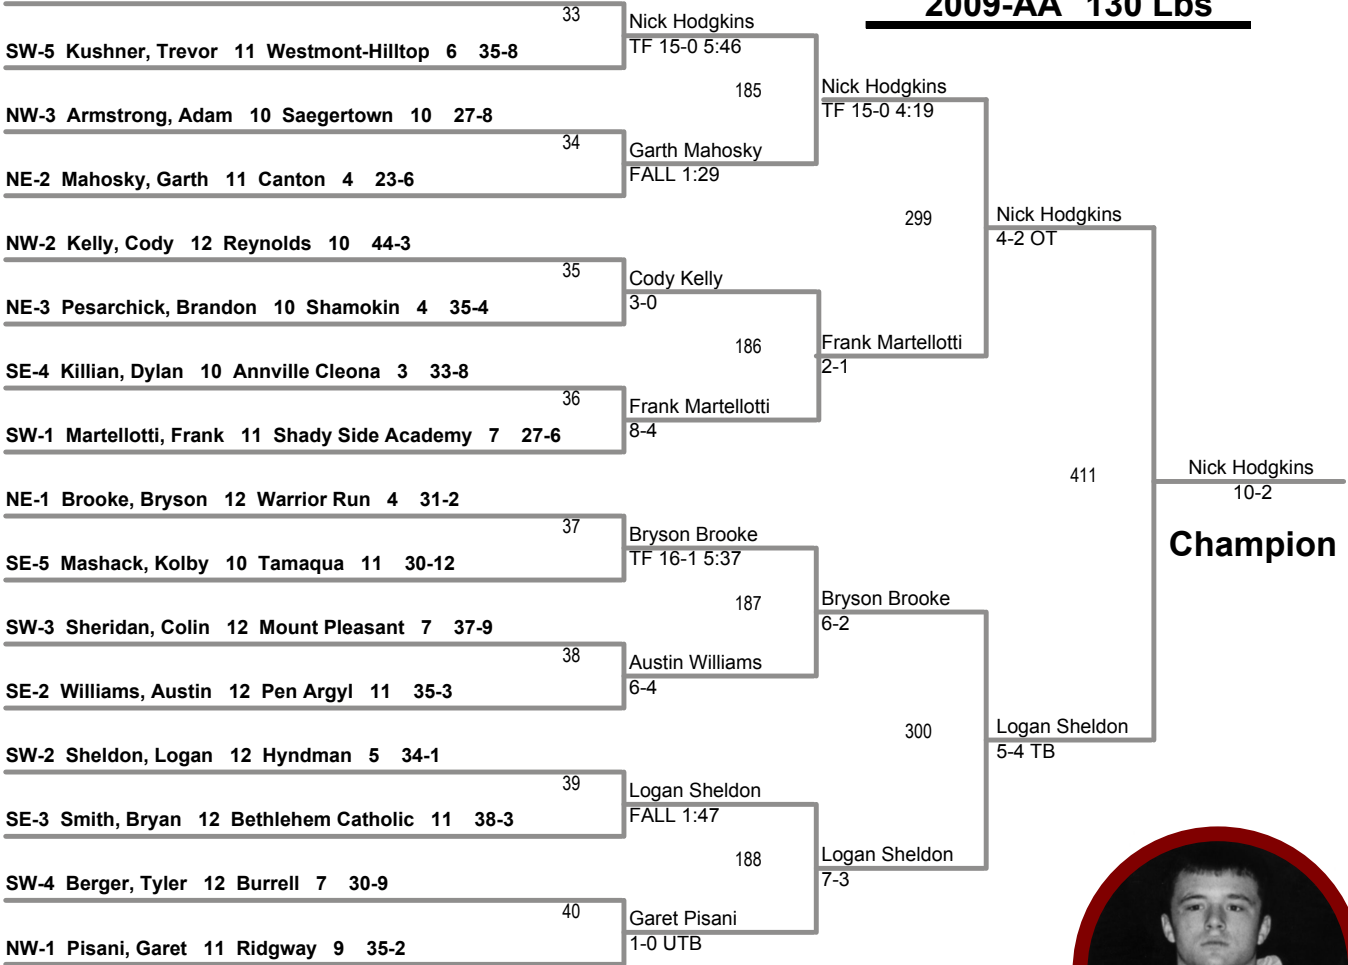 2009-AA 130 Lbs
33
Nick Hodgkins
TF 15-0 5:46
SW-5 Kushner, Trevor 11 Westmont-Hilltop 6 35-8
185
Nick Hodgkins
TF 15-0 4:19
NW-3 Armstrong, Adam 10 Saegertown 10 27-8
34
Garth Mahosky
FALL 1:29
NE-2 Mahosky, Garth 11 Canton 4 23-6
299
Nick Hodgkins
4-2 OT
NW-2 Kelly, Cody 12 Reynolds 10 44-3
35
Cody Kelly
3-0
NE-3 Pesarchick, Brandon 10 Shamokin 4 35-4
186
Frank Martellotti
2-1
SE-4 Killian, Dylan 10 Annville Cleona 3 33-8
36
Frank Martellotti
8-4
SW-1 Martellotti, Frank 11 Shady Side Academy 7 27-6
411
Nick Hodgkins
10-2
Champion
NE-1 Brooke, Bryson 12 Warrior Run 4 31-2
37
Bryson Brooke
TF 16-1 5:37
SE-5 Mashack, Kolby 10 Tamaqua 11 30-12
187
Bryson Brooke
6-2
SW-3 Sheridan, Colin 12 Mount Pleasant 7 37-9
38
Austin Williams
6-4
SE-2 Williams, Austin 12 Pen Argyl 11 35-3
300
Logan Sheldon
5-4 TB
SW-2 Sheldon, Logan 12 Hyndman 5 34-1
39
Logan Sheldon
FALL 1:47
SE-3 Smith, Bryan 12 Bethlehem Catholic 11 38-3
188
Logan Sheldon
7-3
SW-4 Berger, Tyler 12 Burrell 7 30-9
40
Garet Pisani
1-0 UTB
NW-1 Pisani, Garet 11 Ridgway 9 35-2